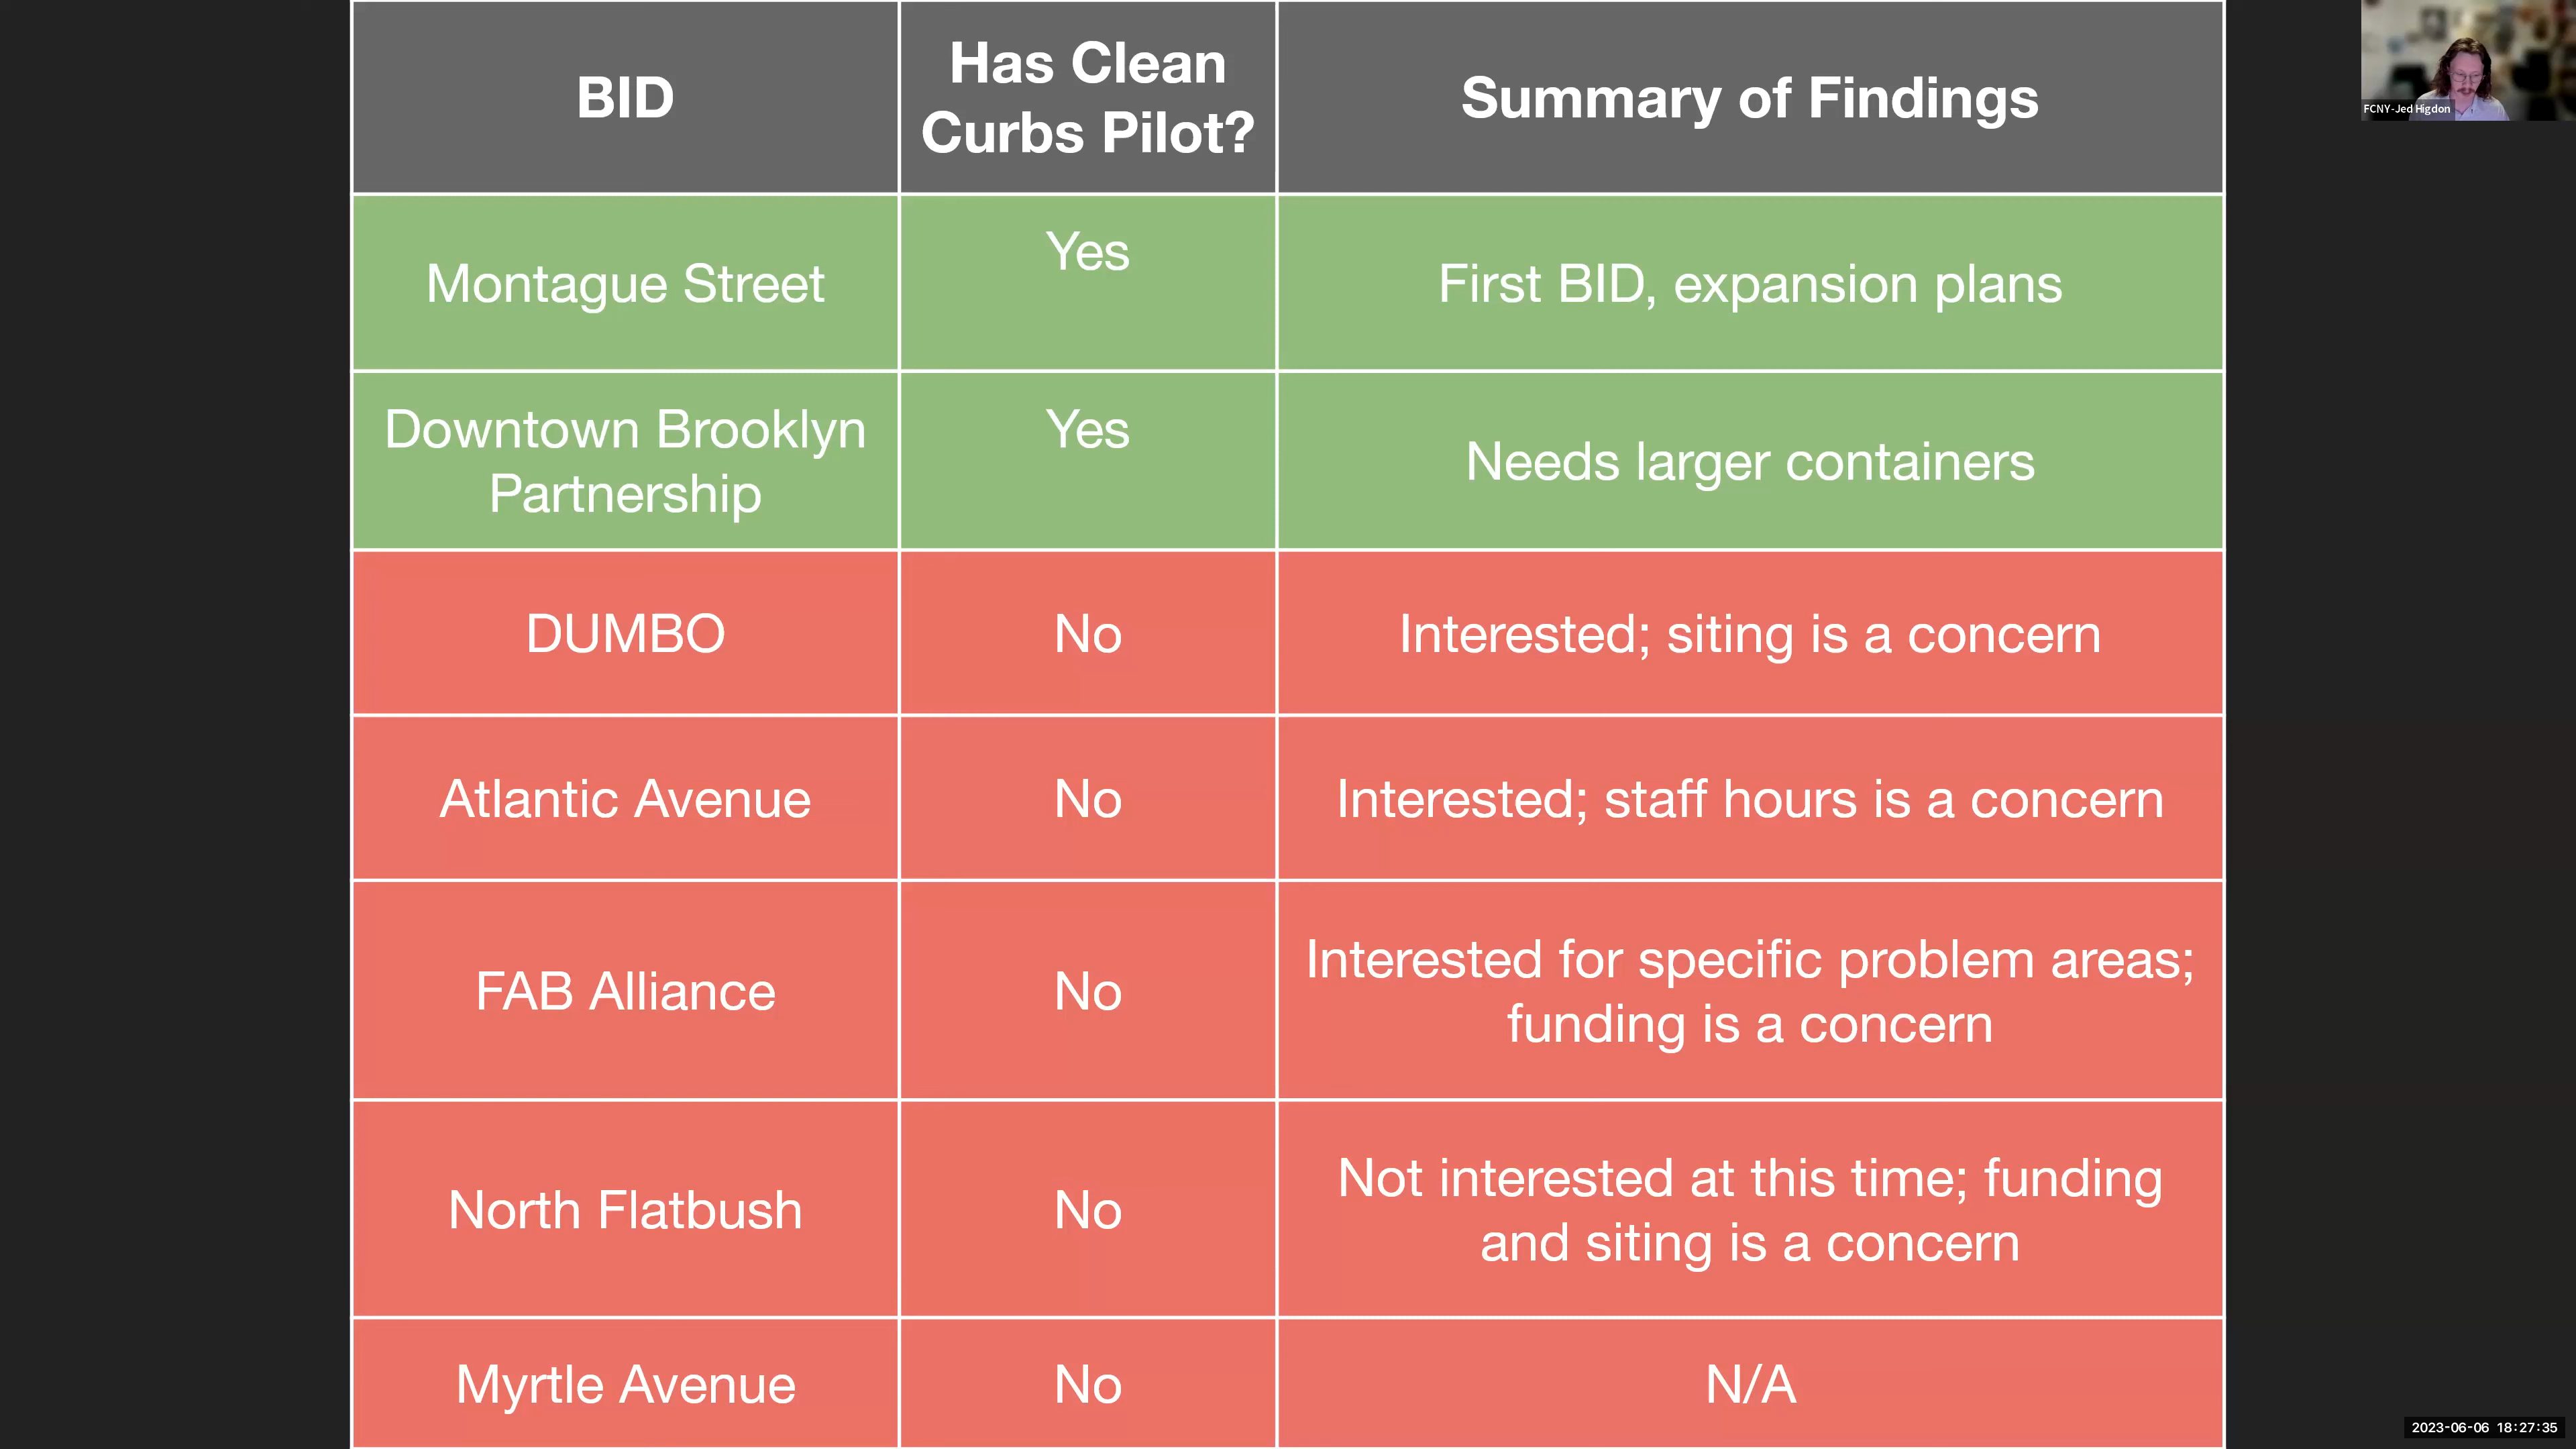 BID
Has Clean
Curbs Pilot?
Summary of Findings
FCNY-Jed Higdon
Montague Street
Yes
First BID, expansion plans
Downtown Brooklyn
Partnership
Yes
Needs larger containers
DUMBO
No
Interested; siting is a concern
Atlantic Avenue
No
Interested; staff hours is a concern
FAB Alliance
No
Interested for specific problem areas;
funding is a concern
North Flatbush
No
Not interested at this time; funding
and siting is a concern
Myrtle Avenue
No
N/A
2023-06-06 18:27:35